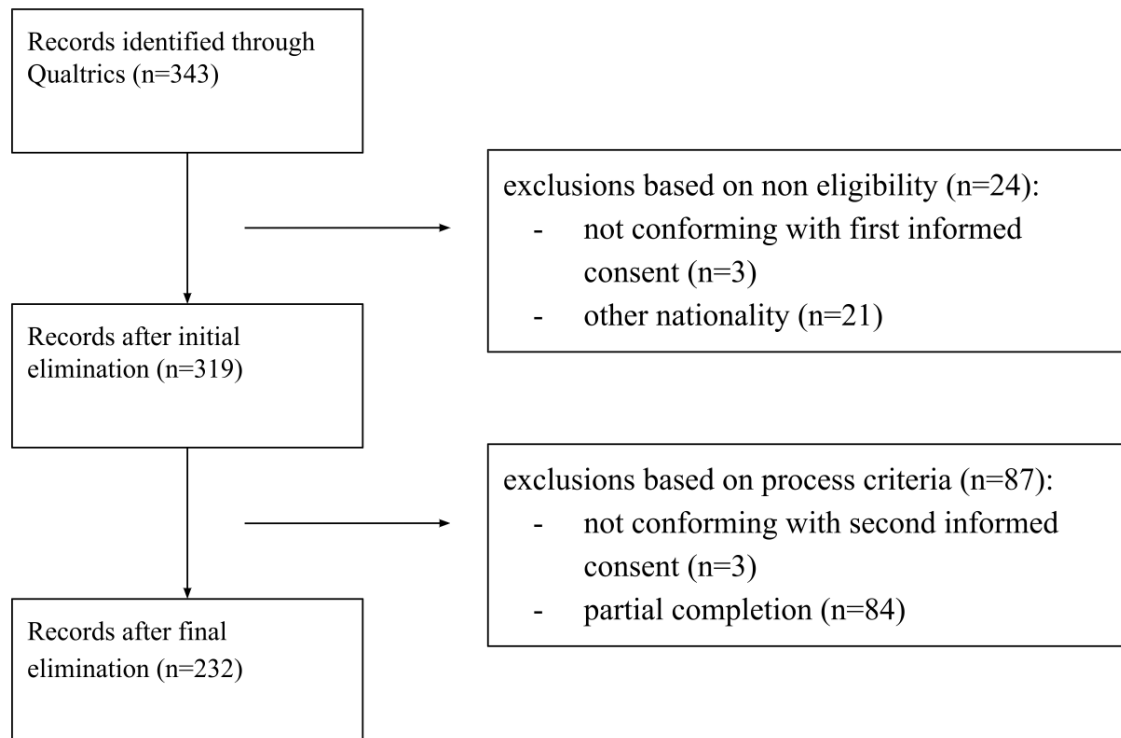 Records identified through
Qualtrics (n=343)
exclusions based on non eligibility (n=24):
- not conforming with first informed
consent (n=3)
- other nationality (n=21)
Records after initial
elimination (n=319)
exclusions based on process criteria (n=87):
- not conforming with second informed
consent (n=3)
- partial completion (n=84)
Records after final
elimination (n=232)